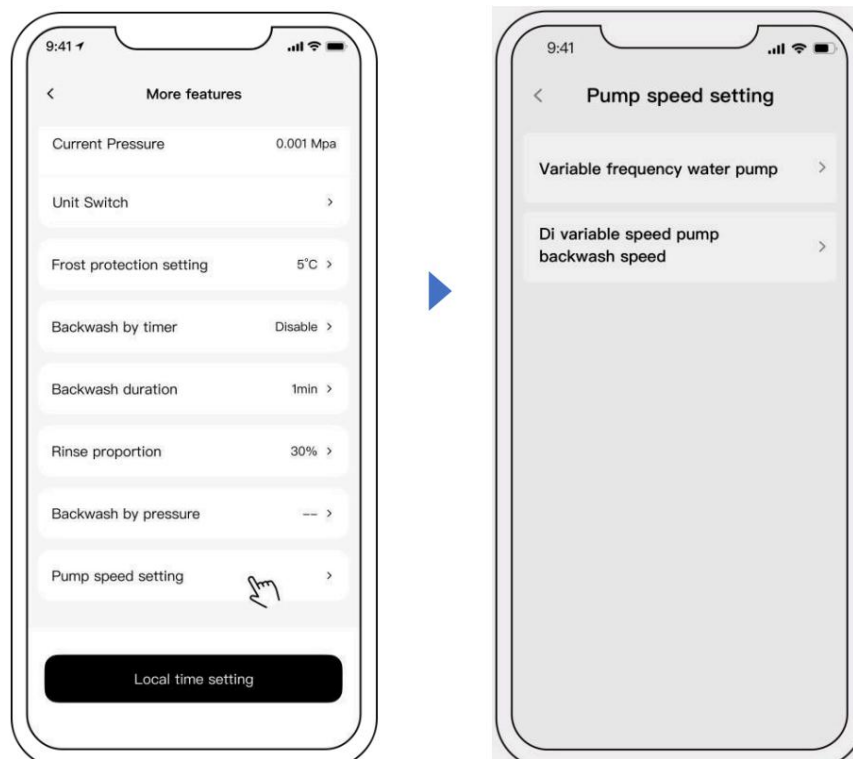 9:41
More features
Current Pressure 0.001 Mpa
Unit Switch
Frost protection setting 5°C
Backwash by timer Disable
Backwash duration 1min
Rinse proportion 30%
Backwash by pressure --
Pump speed setting
Local time setting
9:41
Pump speed setting
Variable frequency water pump
Di variable speed pump
backwash speed